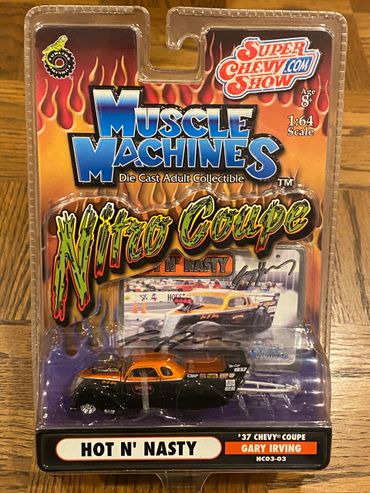 SUPER
CHEVY
.COM
SHOW
Age
8+
1:64
Scale
MUSCLE
MACHINES
TM
Die Cast Adult Collectible
Nitro Coupe
N' NASTY
HOT N' NASTY
'37 CHEVY® COUPE
GARY IRVING
NC03-03